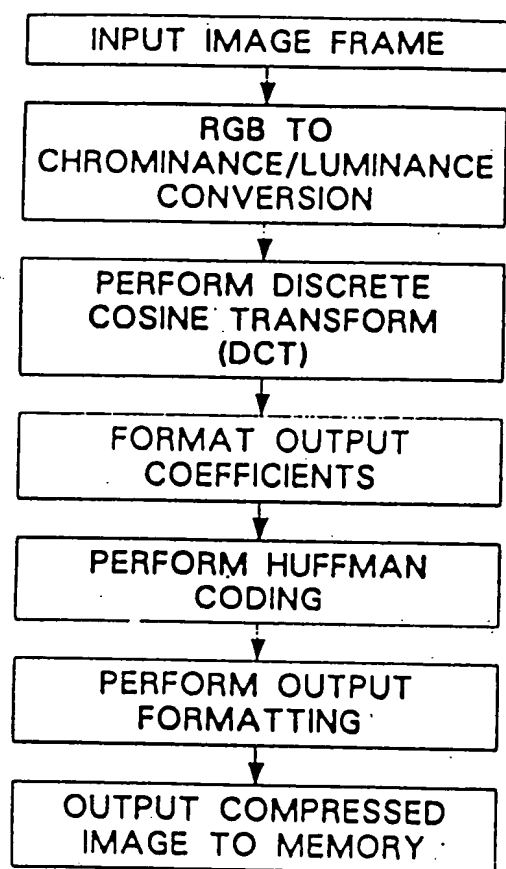 INPUT IMAGE FRAME
RGB TO
CHROMINANCE/LUMINANCE
CONVERSION
PERFORM DISCRETE
COSINE TRANSFORM
(DCT)
FORMAT OUTPUT
COEFFICIENTS
PERFORM HUFFMAN
CODING
PERFORM OUTPUT
FORMATTING
OUTPUT COMPRESSED
IMAGE TO MEMORY